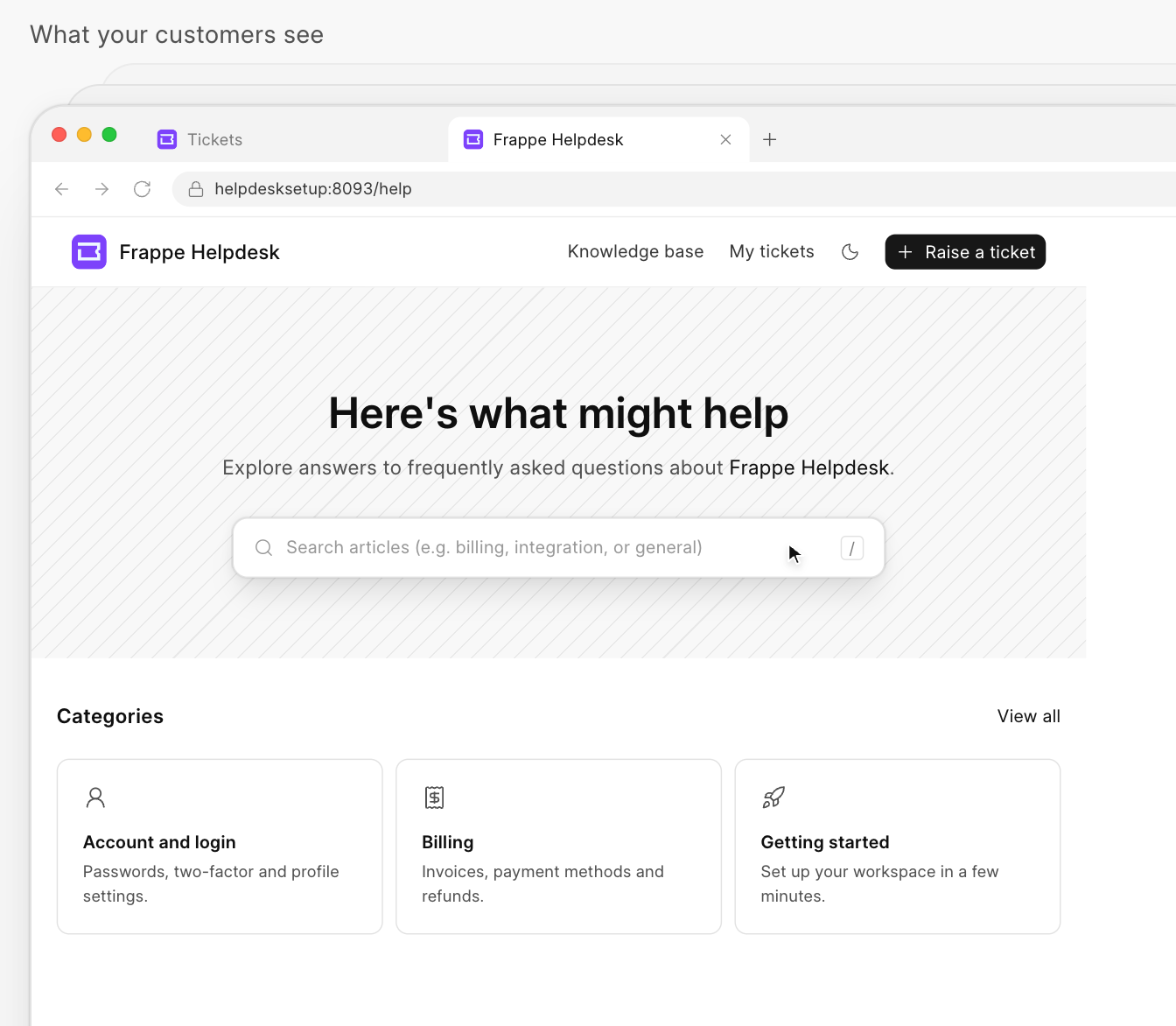 What your customers see
Tickets
Frappe Helpdesk
helpdesksetup:8093/help
Frappe Helpdesk
Knowledge base
My tickets
Raise a ticket
Here's what might help
Explore answers to frequently asked questions about Frappe Helpdesk.
Search articles (e.g. billing, integration, or general)
/
Categories
View all
Account and login
Passwords, two-factor and profile
settings.
Billing
Invoices, payment methods and
refunds.
Getting started
Set up your workspace in a few
minutes.